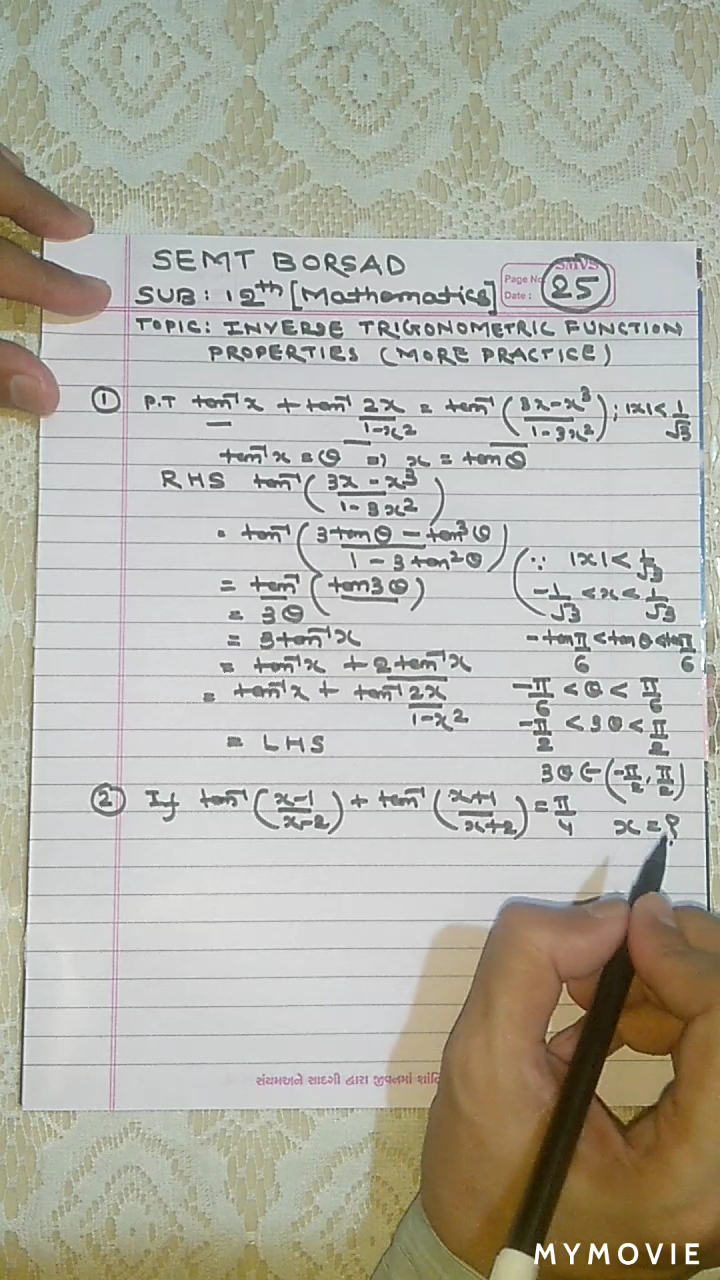 SEMT BORSAD
SUB: 12th [Mathematics]
SMVS
Page No.
Date:
25
TOPIC: INVERSE TRIGONOMETRIC FUNCTION
PROPERTIES (MORE PRACTICE)
① P.T tan⁻¹x + tan⁻¹ 2x/(1-x²) = tan⁻¹ ((3x-x³)/(1-3x²)); |x| < 1/√3
tan⁻¹x = θ ⇒ x = tanθ
RHS tan⁻¹ ((3x - x³)/(1 - 3x²))
= tan⁻¹ ((3tanθ - tan³θ)/(1 - 3tan²θ))
(∵ |x| < 1/√3
= tan⁻¹ (tan3θ)
-1/√3 < x < 1/√3
= 3θ
= 3tan⁻¹x
-tan π/6 < tan θ < tan π/6
= tan⁻¹x + 2tan⁻¹x
= tan⁻¹x + tan⁻¹ 2x/(1-x²)
-π/6 < θ < π/6
-π/2 < 3θ < π/2
= LHS
3θ ∈ (-π/2, π/2)
② If tan⁻¹ ((x-1)/(x-2)) + tan⁻¹ ((x+1)/(x+2)) = π/4 x = ?
સંયમઅને સાદગી દ્વારા જીવનમાં શાંતિ
MYMOVIE